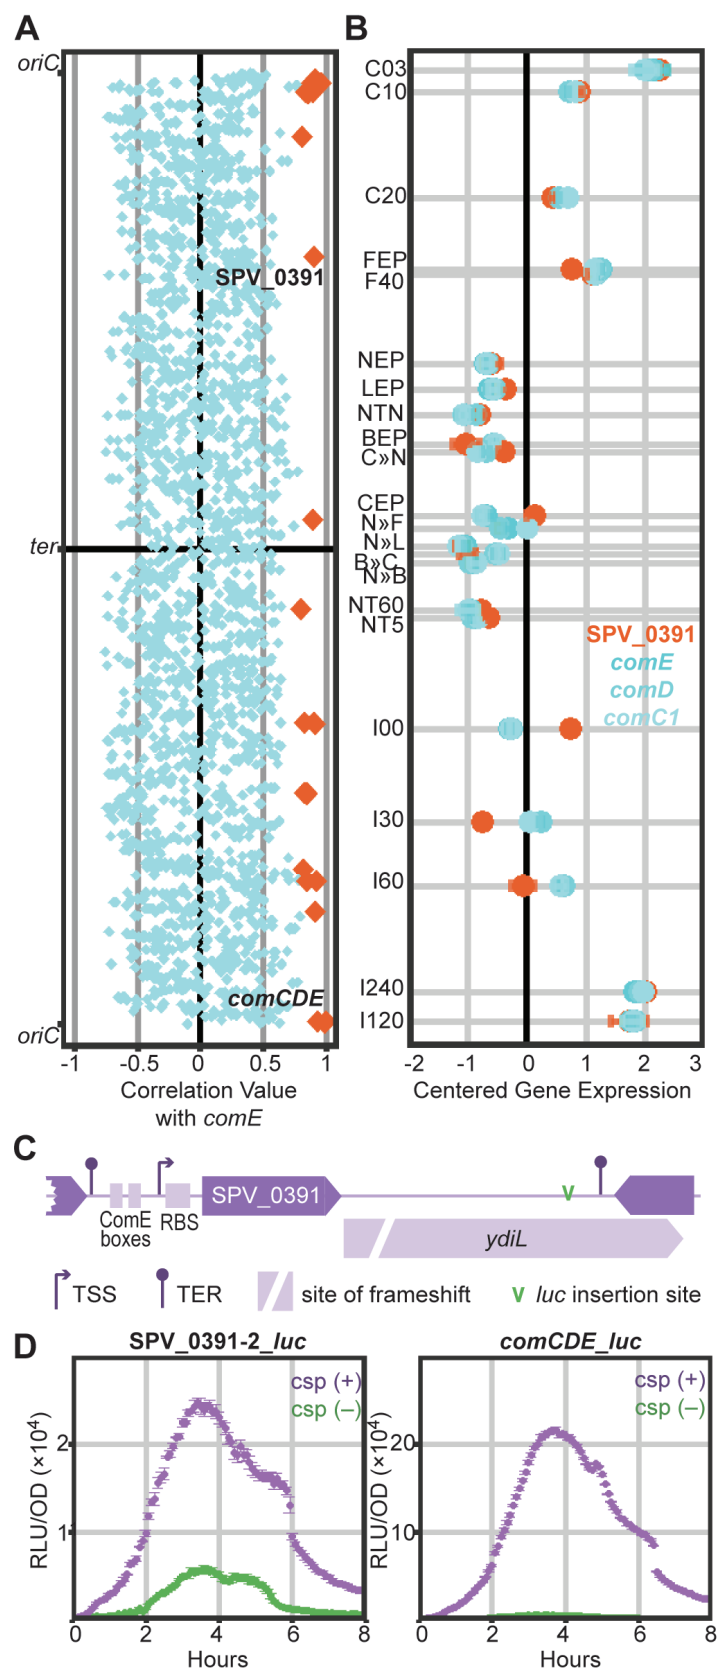 A
oriC
SPV_0391
ter
comCDE
oriC
-1 -0.5 0 0.5 1
Correlation Value
with comE
B
C03
C10
C20
FEP
F40
NEP
LEP
NTN
BEP
C»N
CEP
N»F
N»L
B»C
N»B
NT60
NT5
SPV_0391
comE
comD
comC1
I00
I30
I60
I240
I120
-2 -1 0 1 2 3
Centered Gene Expression
C
SPV_0391
ComE
boxes
RBS
ydiL
TSS TER site of frameshift v luc insertion site
D
SPV_0391-2_luc
csp (+)
csp (–)
RLU/OD (×10⁴)
2
1
0 2 4 6 8
Hours
comCDE_luc
csp (+)
csp (–)
RLU/OD (×10⁴)
20
10
0 2 4 6 8
Hours